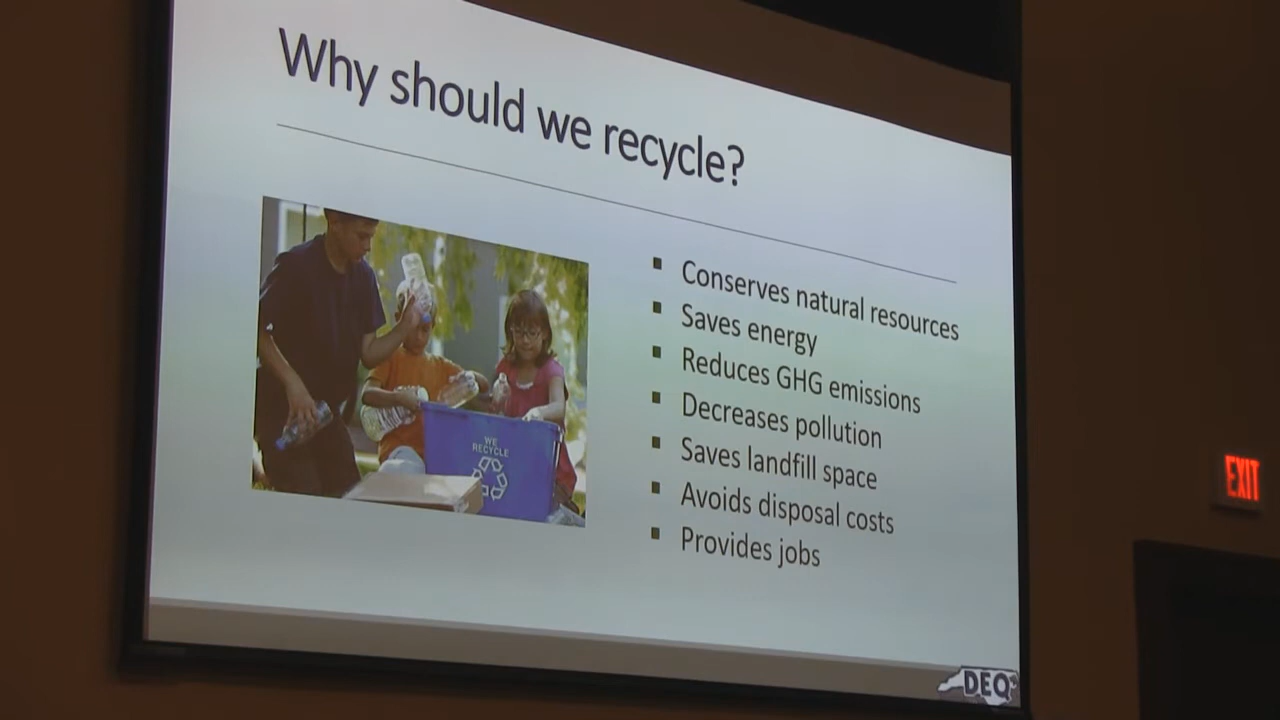 Why should we recycle?
WE
RECYCLE
Conserves natural resources
Saves energy
Reduces GHG emissions
Decreases pollution
Saves landfill space
Avoids disposal costs
Provides jobs
EXIT
DEQ